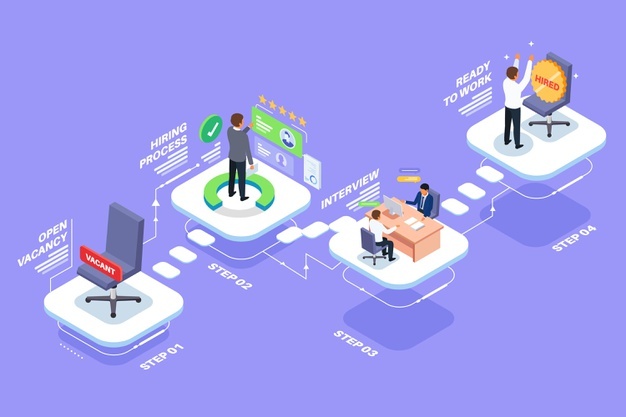 OPEN
VACANCY
VACANT
STEP 01
HIRING
PROCESS
STEP 02
INTERVIEW
STEP 03
READY
TO WORK
HIRED
STEP 04